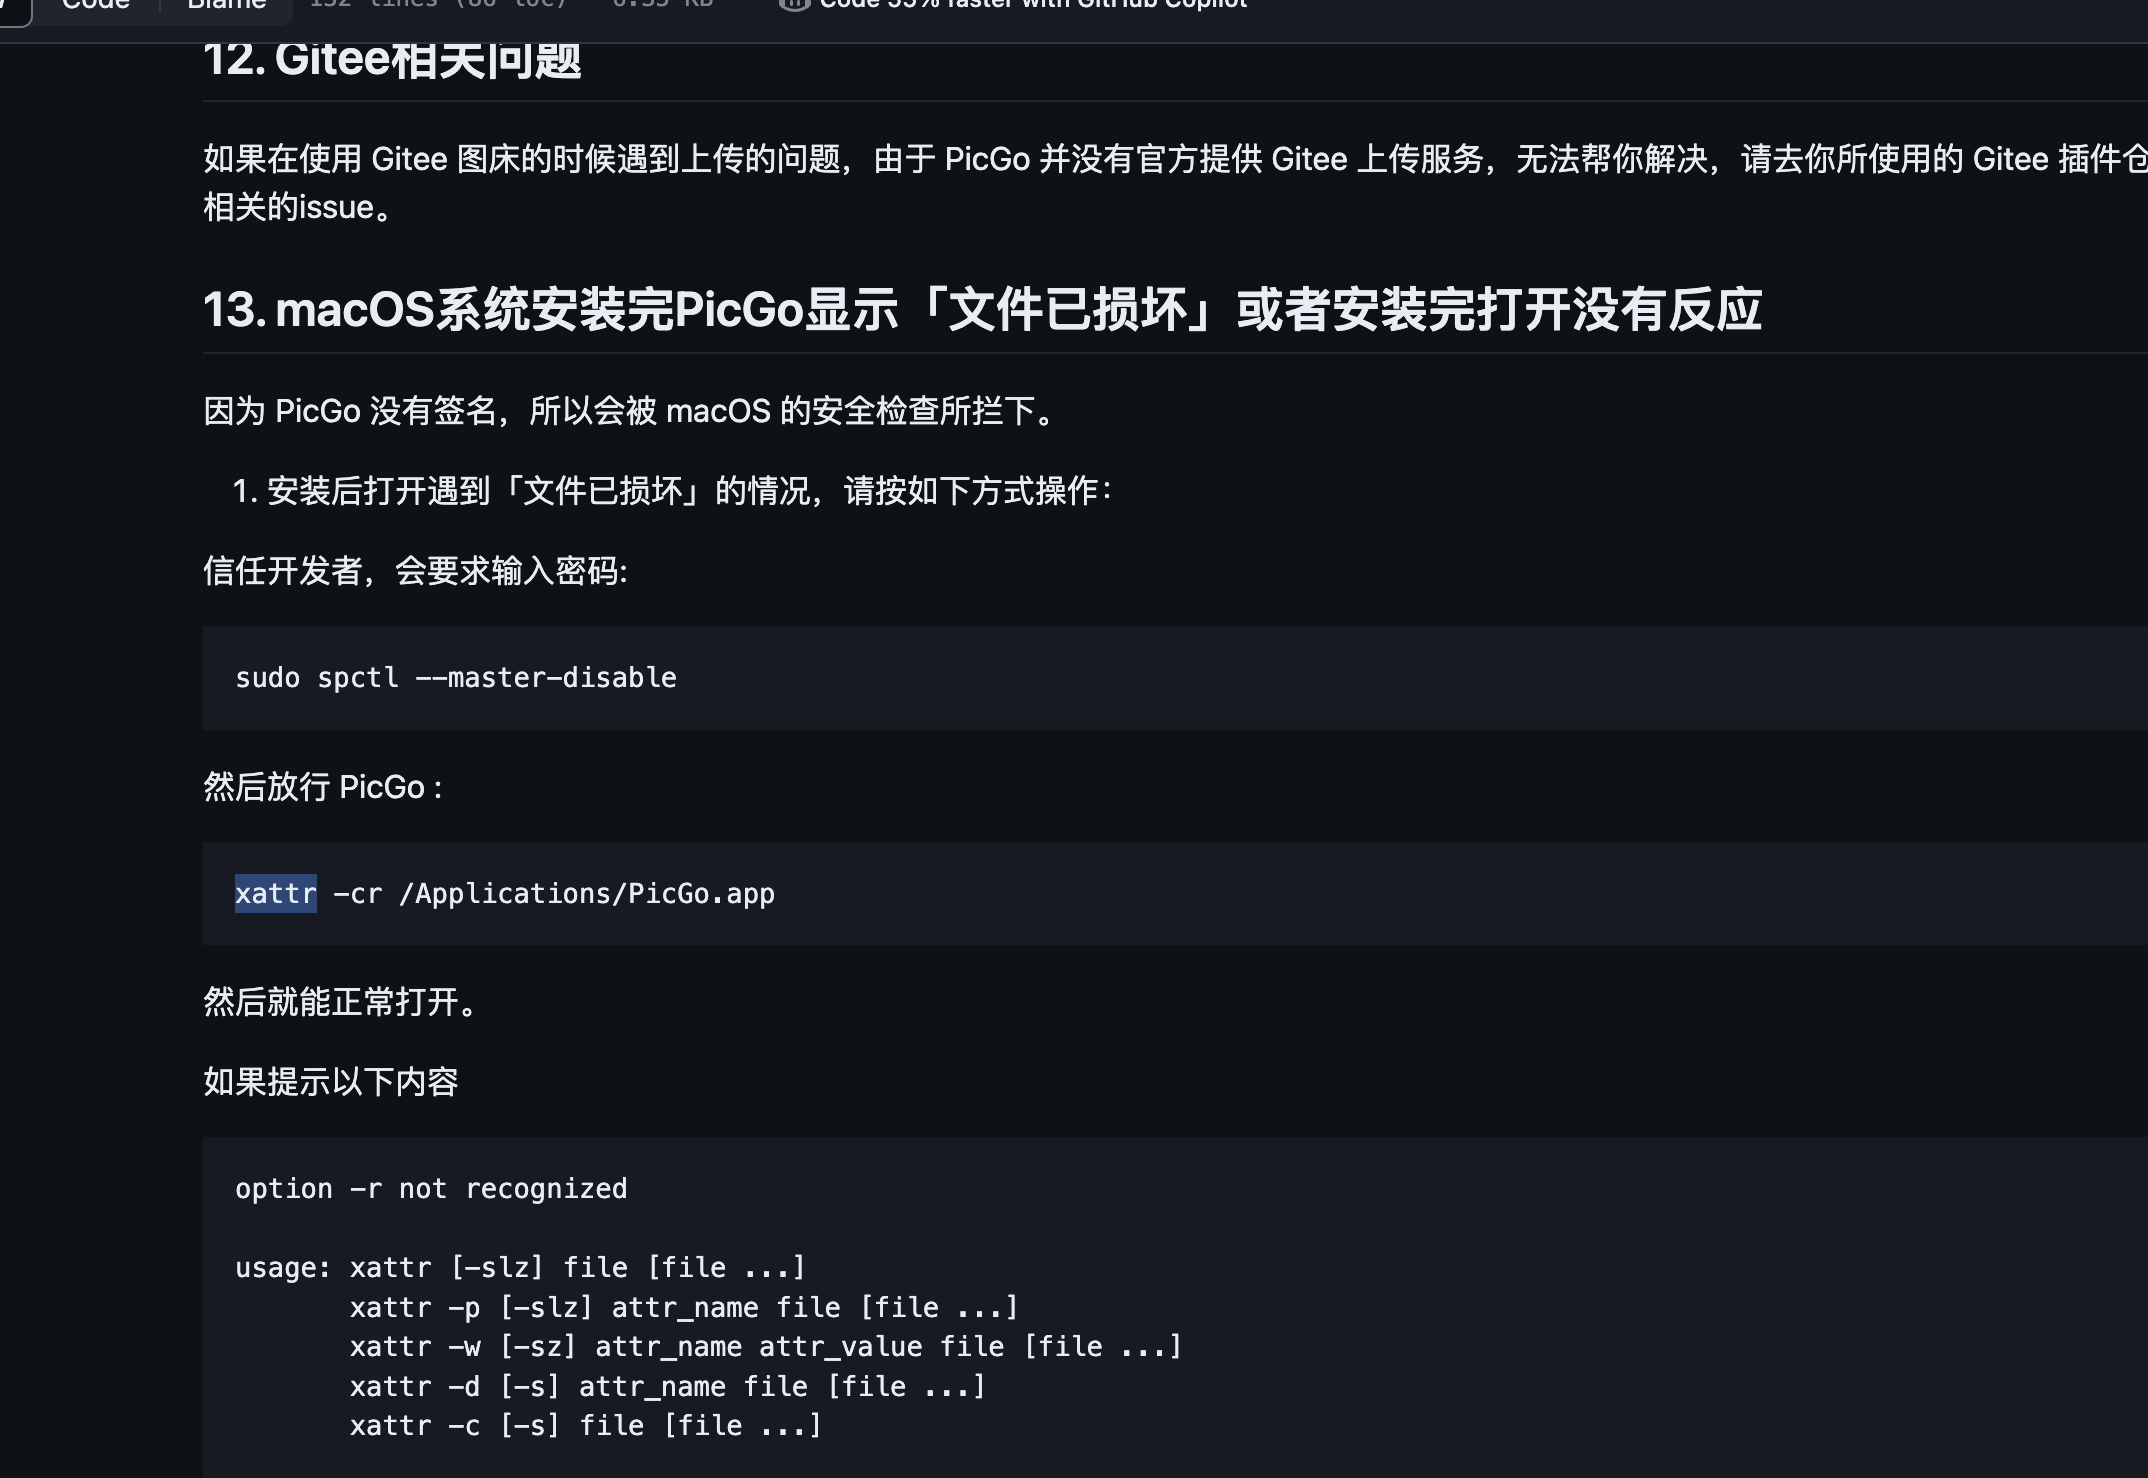 Code Blame 132 lines (86 loc) 6.35 KB Code 55% faster with GitHub Copilot
12. Gitee相关问题
如果在使用 Gitee 图床的时候遇到上传的问题，由于 PicGo 并没有官方提供 Gitee 上传服务，无法帮你解决，请去你所使用的 Gitee 插件仓
相关的issue。
13. macOS系统安装完PicGo显示「文件已损坏」或者安装完打开没有反应
因为 PicGo 没有签名，所以会被 macOS 的安全检查所拦下。
1. 安装后打开遇到「文件已损坏」的情况，请按如下方式操作：
信任开发者，会要求输入密码:
sudo spctl --master-disable
然后放行 PicGo :
xattr -cr /Applications/PicGo.app
然后就能正常打开。
如果提示以下内容
option -r not recognized
usage: xattr [-slz] file [file ...]
xattr -p [-slz] attr_name file [file ...]
xattr -w [-sz] attr_name attr_value file [file ...]
xattr -d [-s] attr_name file [file ...]
xattr -c [-s] file [file ...]